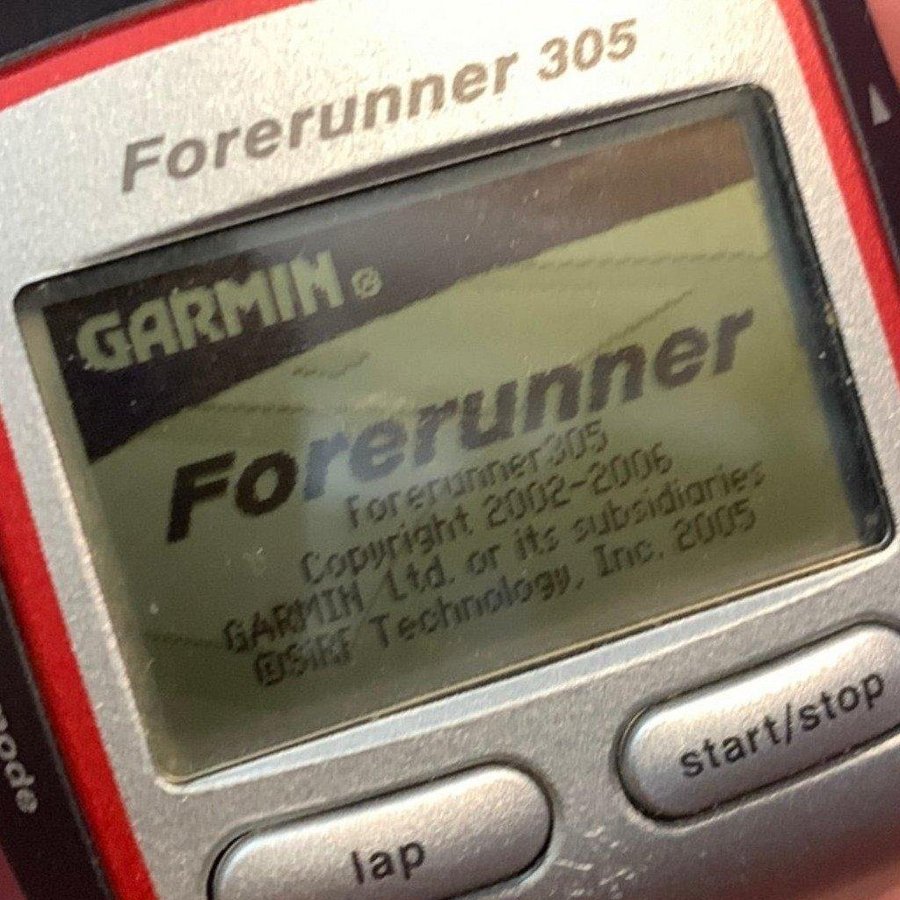 Forerunner 305
GARMIN®
Forerunner
Forerunner305
Copyright 2002-2006
GARMIN Ltd. or its subsidiaries
©SiRF Technology, Inc. 2005
start/stop
lap
mode